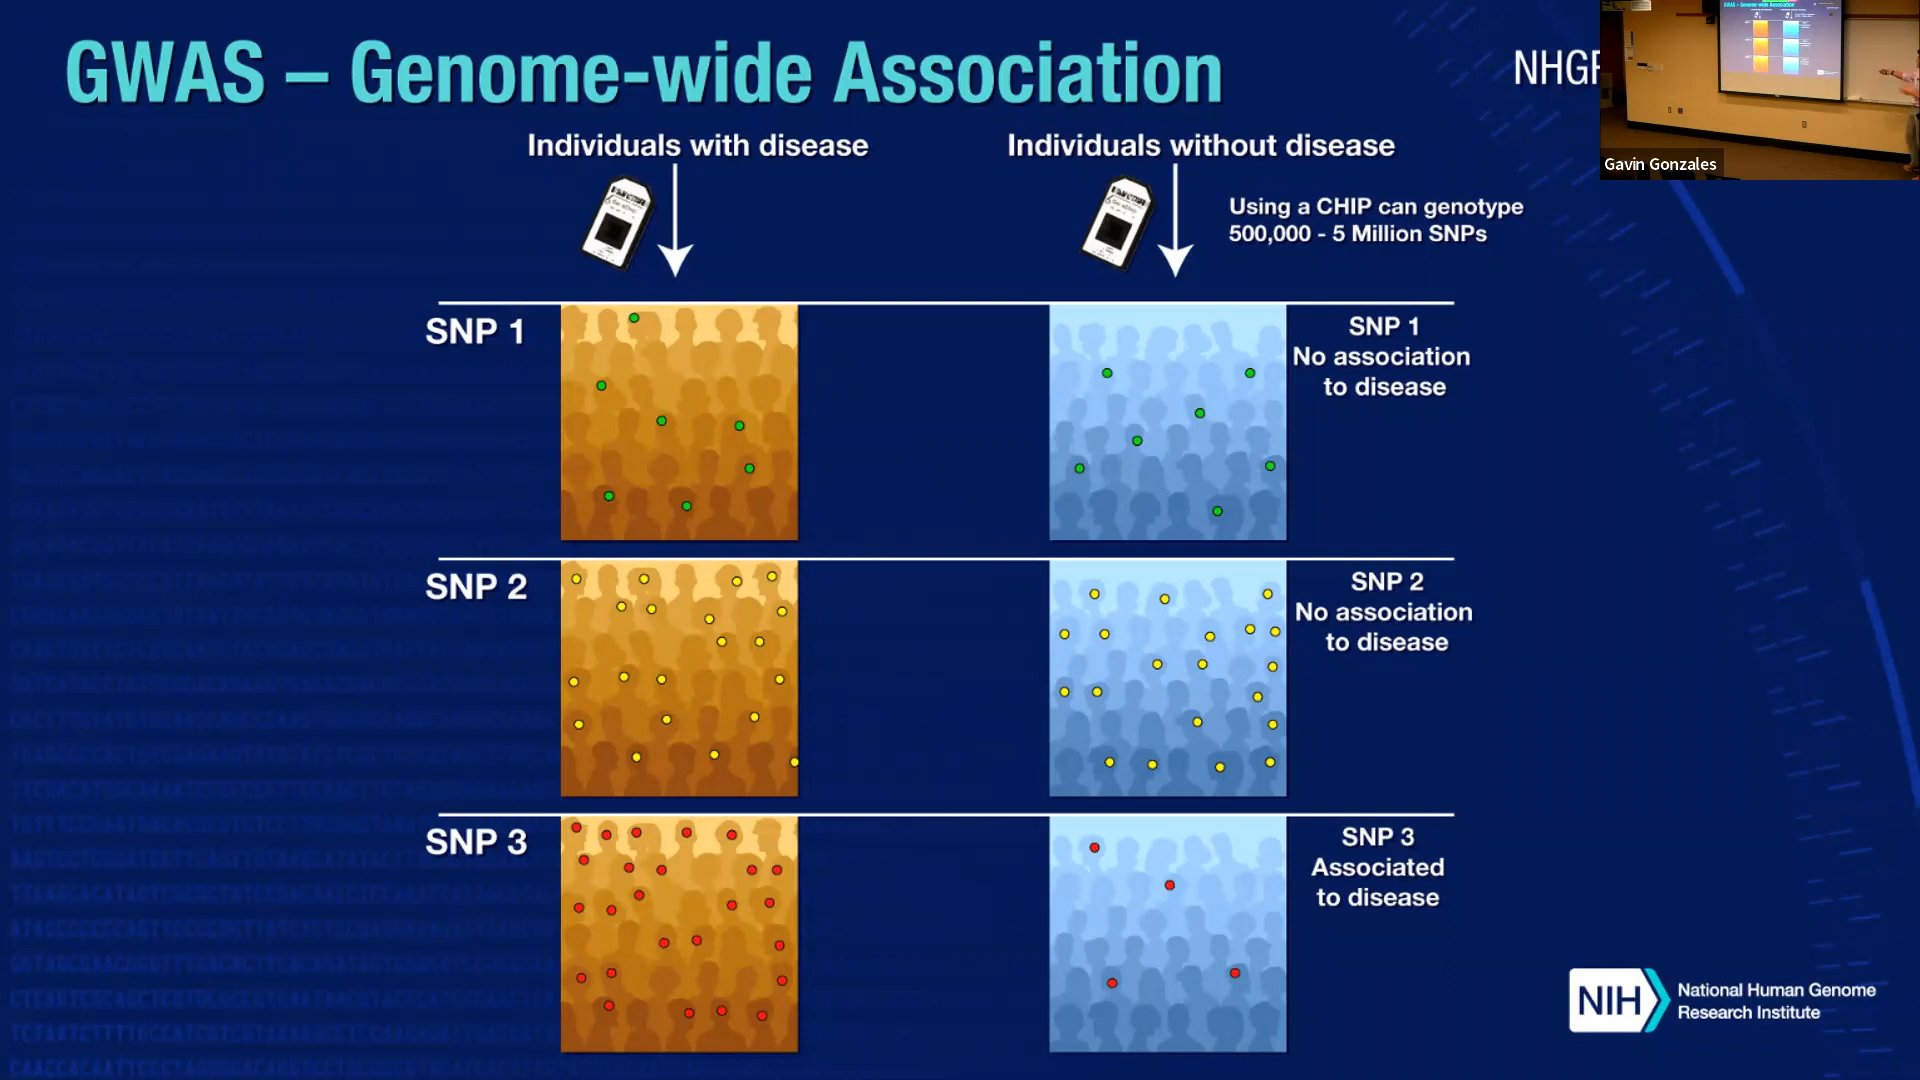 GWAS – Genome-wide Association
NHGR
Gavin Gonzales
Individuals with disease
Individuals without disease
Using a CHIP can genotype
500,000 - 5 Million SNPs
SNP 1
SNP 1
No association
to disease
SNP 2
SNP 2
No association
to disease
SNP 3
SNP 3
Associated
to disease
NIH
National Human Genome
Research Institute